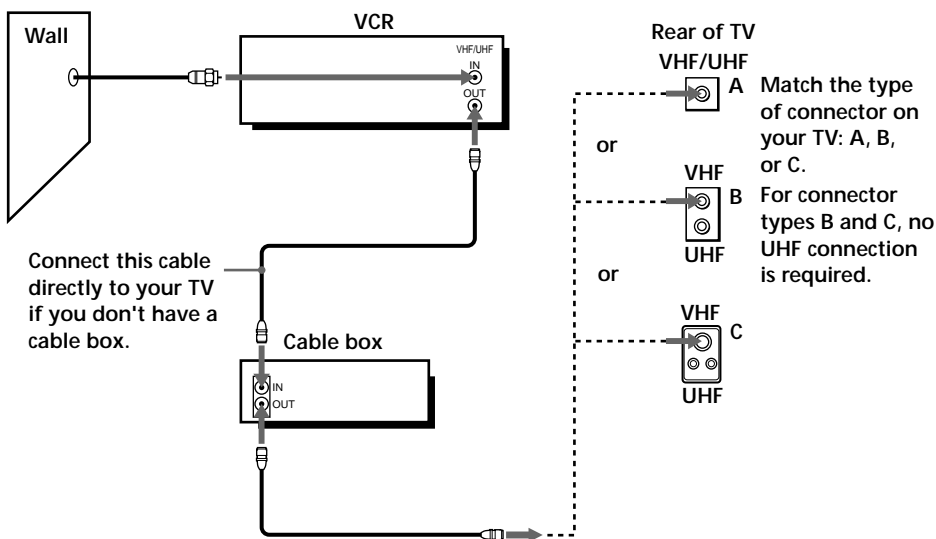 Wall
VCR
VHF/UHF
IN
OUT
Rear of TV
VHF/UHF
A
Match the type
of connector on
your TV: A, B,
or C.
or
VHF
B
UHF
For connector
types B and C, no
UHF connection
is required.
or
VHF
C
UHF
Connect this cable
directly to your TV
if you don't have a
cable box.
Cable box
IN
OUT